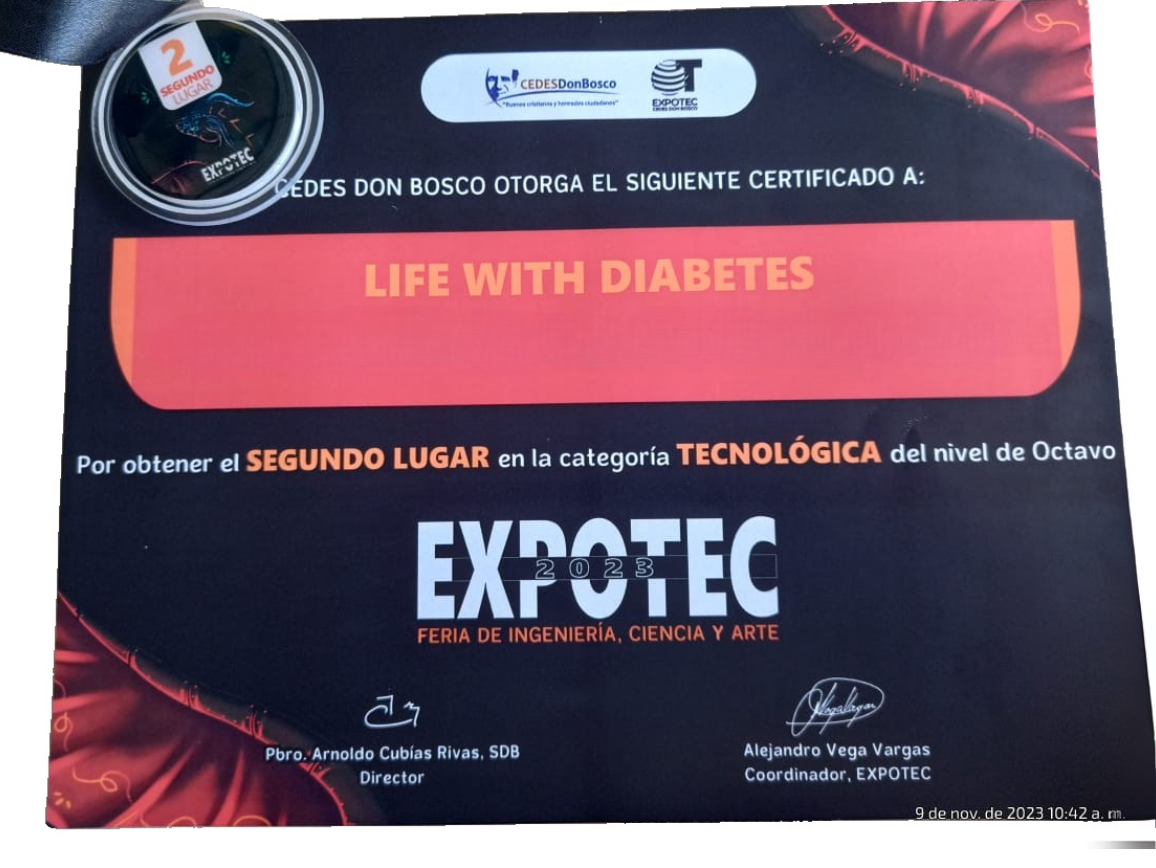 2
SEGUNDO
LUGAR
EXPOTEC
CEDESDonBosco
"Buenos cristianos y honrados ciudadanos"
EXPOTEC
CEDES DON BOSCO
CEDES DON BOSCO OTORGA EL SIGUIENTE CERTIFICADO A:
LIFE WITH DIABETES
Por obtener el SEGUNDO LUGAR en la categoría TECNOLÓGICA del nivel de Octavo
EXPOTEC
2023
FERIA DE INGENIERÍA, CIENCIA Y ARTE
Pbro. Arnoldo Cubías Rivas, SDB
Director
Alejandro Vega Vargas
Coordinador, EXPOTEC
9 de nov. de 2023 10:42 a. m.